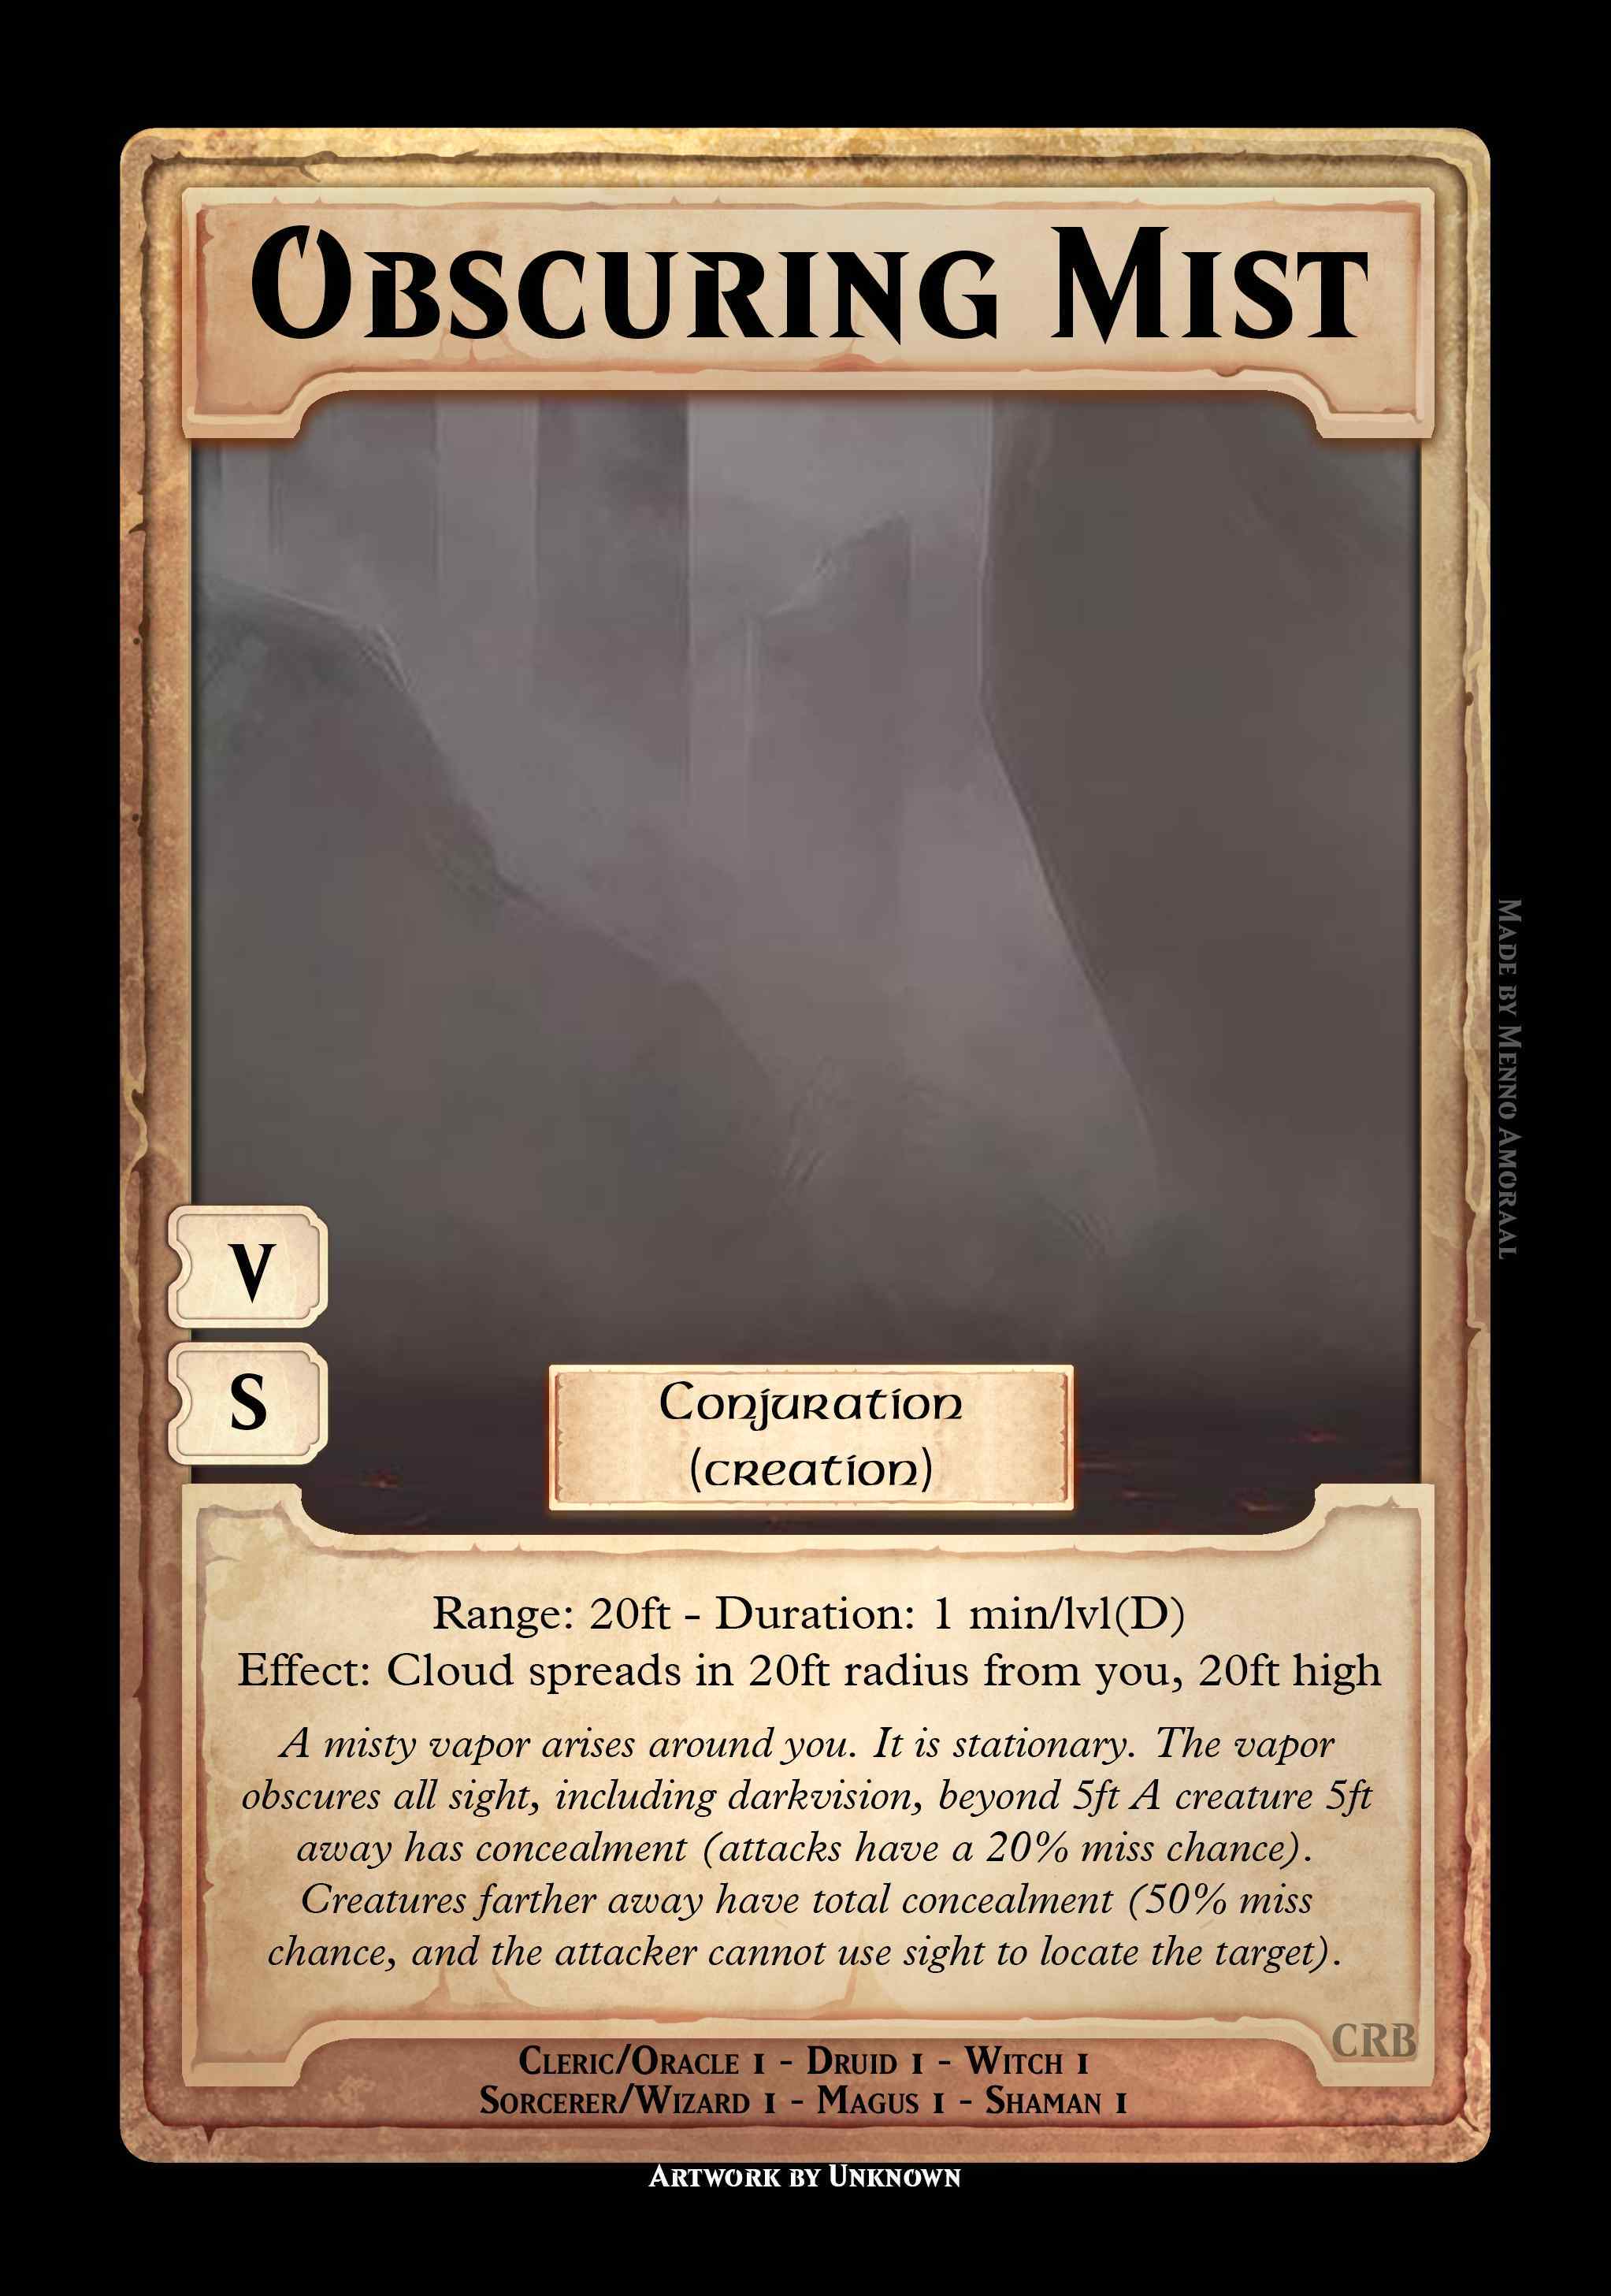 Obscuring Mist
V
S
Conjuration
(creation)
Range: 20ft - Duration: 1 min/lvl(D)
Effect: Cloud spreads in 20ft radius from you, 20ft high
A misty vapor arises around you. It is stationary. The vapor
obscures all sight, including darkvision, beyond 5ft A creature 5ft
away has concealment (attacks have a 20% miss chance).
Creatures farther away have total concealment (50% miss
chance, and the attacker cannot use sight to locate the target).
CRB
Cleric/Oracle 1 - Druid 1 - Witch 1
Sorcerer/Wizard 1 - Magus 1 - Shaman 1
Artwork by Unknown
Made by Menno Amoraal